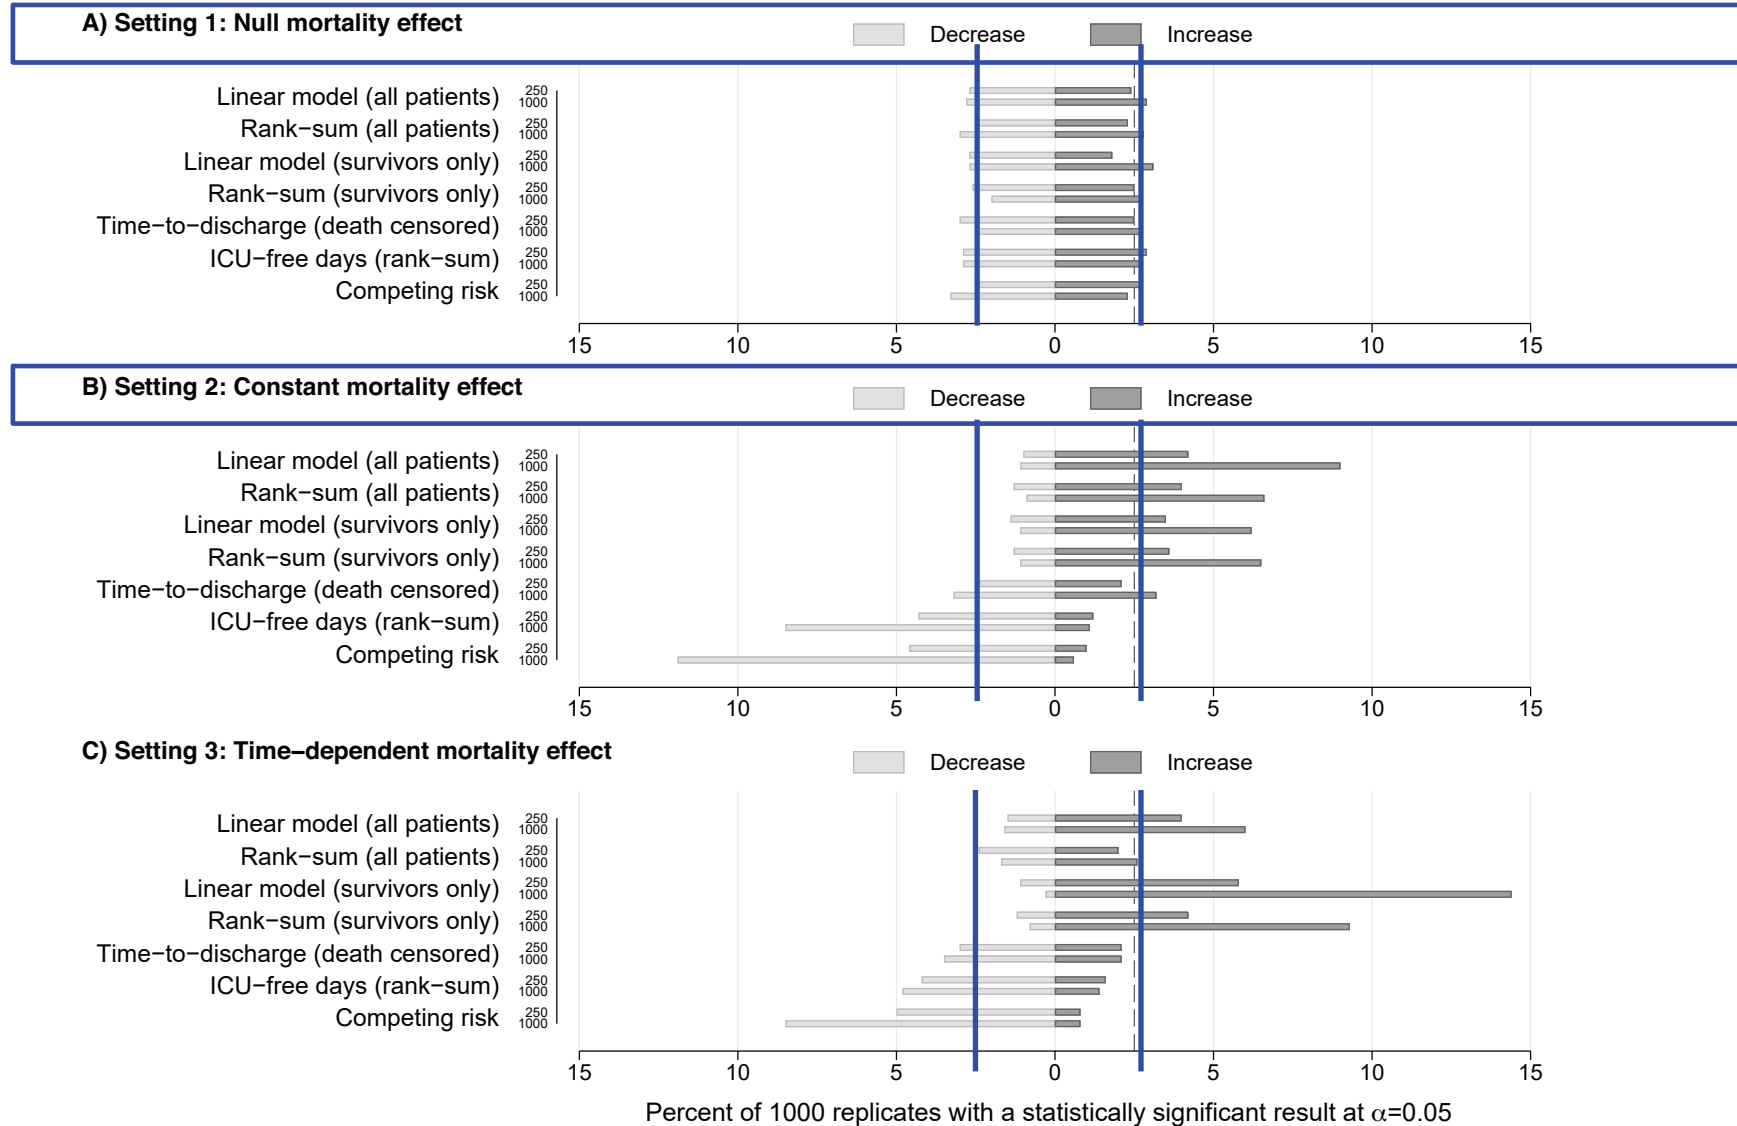 A) Setting 1: Null mortality effect
Decrease Increase
Linear model (all patients) 250
1000
Rank−sum (all patients) 250
1000
Linear model (survivors only) 250
1000
Rank−sum (survivors only) 250
1000
Time−to−discharge (death censored) 250
1000
ICU−free days (rank−sum) 250
1000
Competing risk 250
1000
15 10 5 0 5 10 15
B) Setting 2: Constant mortality effect
Decrease Increase
Linear model (all patients) 250
1000
Rank−sum (all patients) 250
1000
Linear model (survivors only) 250
1000
Rank−sum (survivors only) 250
1000
Time−to−discharge (death censored) 250
1000
ICU−free days (rank−sum) 250
1000
Competing risk 250
1000
15 10 5 0 5 10 15
C) Setting 3: Time−dependent mortality effect
Decrease Increase
Linear model (all patients) 250
1000
Rank−sum (all patients) 250
1000
Linear model (survivors only) 250
1000
Rank−sum (survivors only) 250
1000
Time−to−discharge (death censored) 250
1000
ICU−free days (rank−sum) 250
1000
Competing risk 250
1000
15 10 5 0 5 10 15
Percent of 1000 replicates with a statistically significant result at α=0.05